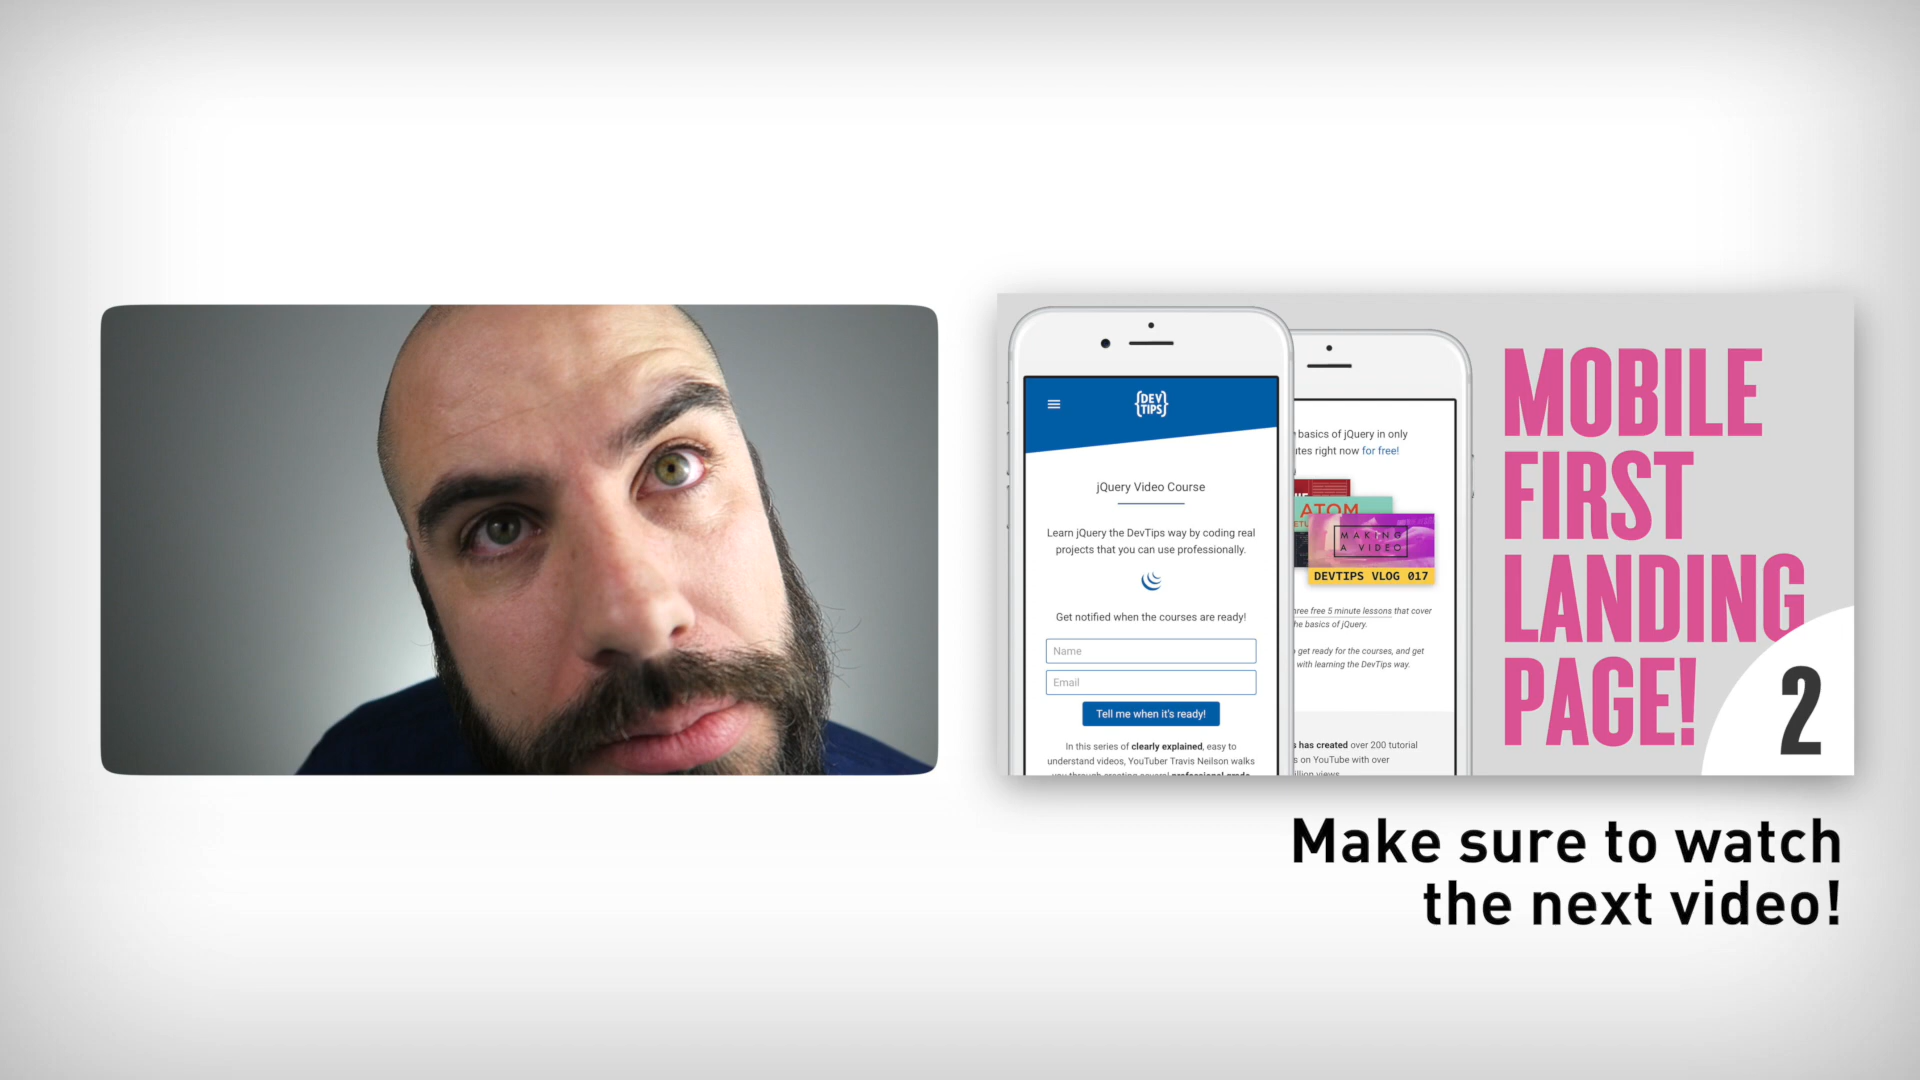 {DEV
TIPS}
jQuery Video Course
Learn jQuery the DevTips way by coding real
projects that you can use professionally.
Get notified when the courses are ready!
Name
Email
Tell me when it's ready!
In this series of clearly explained, easy to
understand videos, YouTuber Travis Neilson walks
basics of jQuery in only
right now for free!
ATOM
MAKING
A VIDEO
DEVTIPS VLOG 017
free 5 minute lessons that cover
basics of jQuery.
get ready for the courses, and get
with learning the DevTips way.
has created over 200 tutorial
on YouTube with over
views
MOBILE
FIRST
LANDING
PAGE!
2
Make sure to watch
the next video!